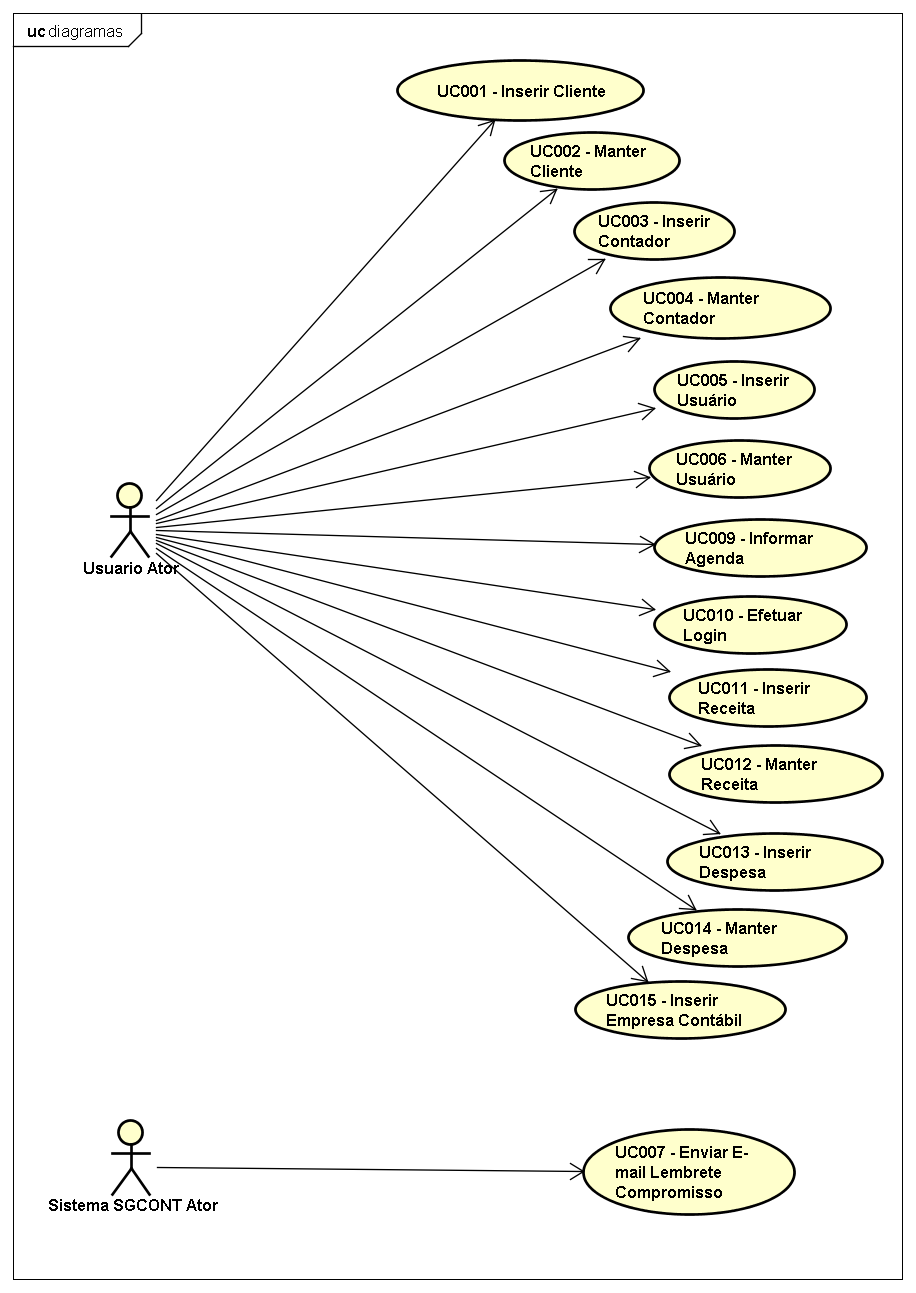 uc diagramas
UC001 - Inserir Cliente
UC002 - Manter
Cliente
UC003 - Inserir
Contador
UC004 - Manter
Contador
UC005 - Inserir
Usuário
UC006 - Manter
Usuário
UC009 - Informar
Agenda
Usuario Ator
UC010 - Efetuar
Login
UC011 - Inserir
Receita
UC012 - Manter
Receita
UC013 - Inserir
Despesa
UC014 - Manter
Despesa
UC015 - Inserir
Empresa Contábil
UC007 - Enviar E-
mail Lembrete
Compromisso
Sistema SGCONT Ator